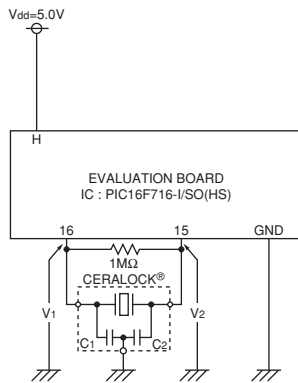 Vdd=5.0V
H
EVALUATION BOARD
IC : PIC16F716-I/SO(HS)
16
15
GND
1MΩ
CERALOCK®
V1
V2
C1
C2